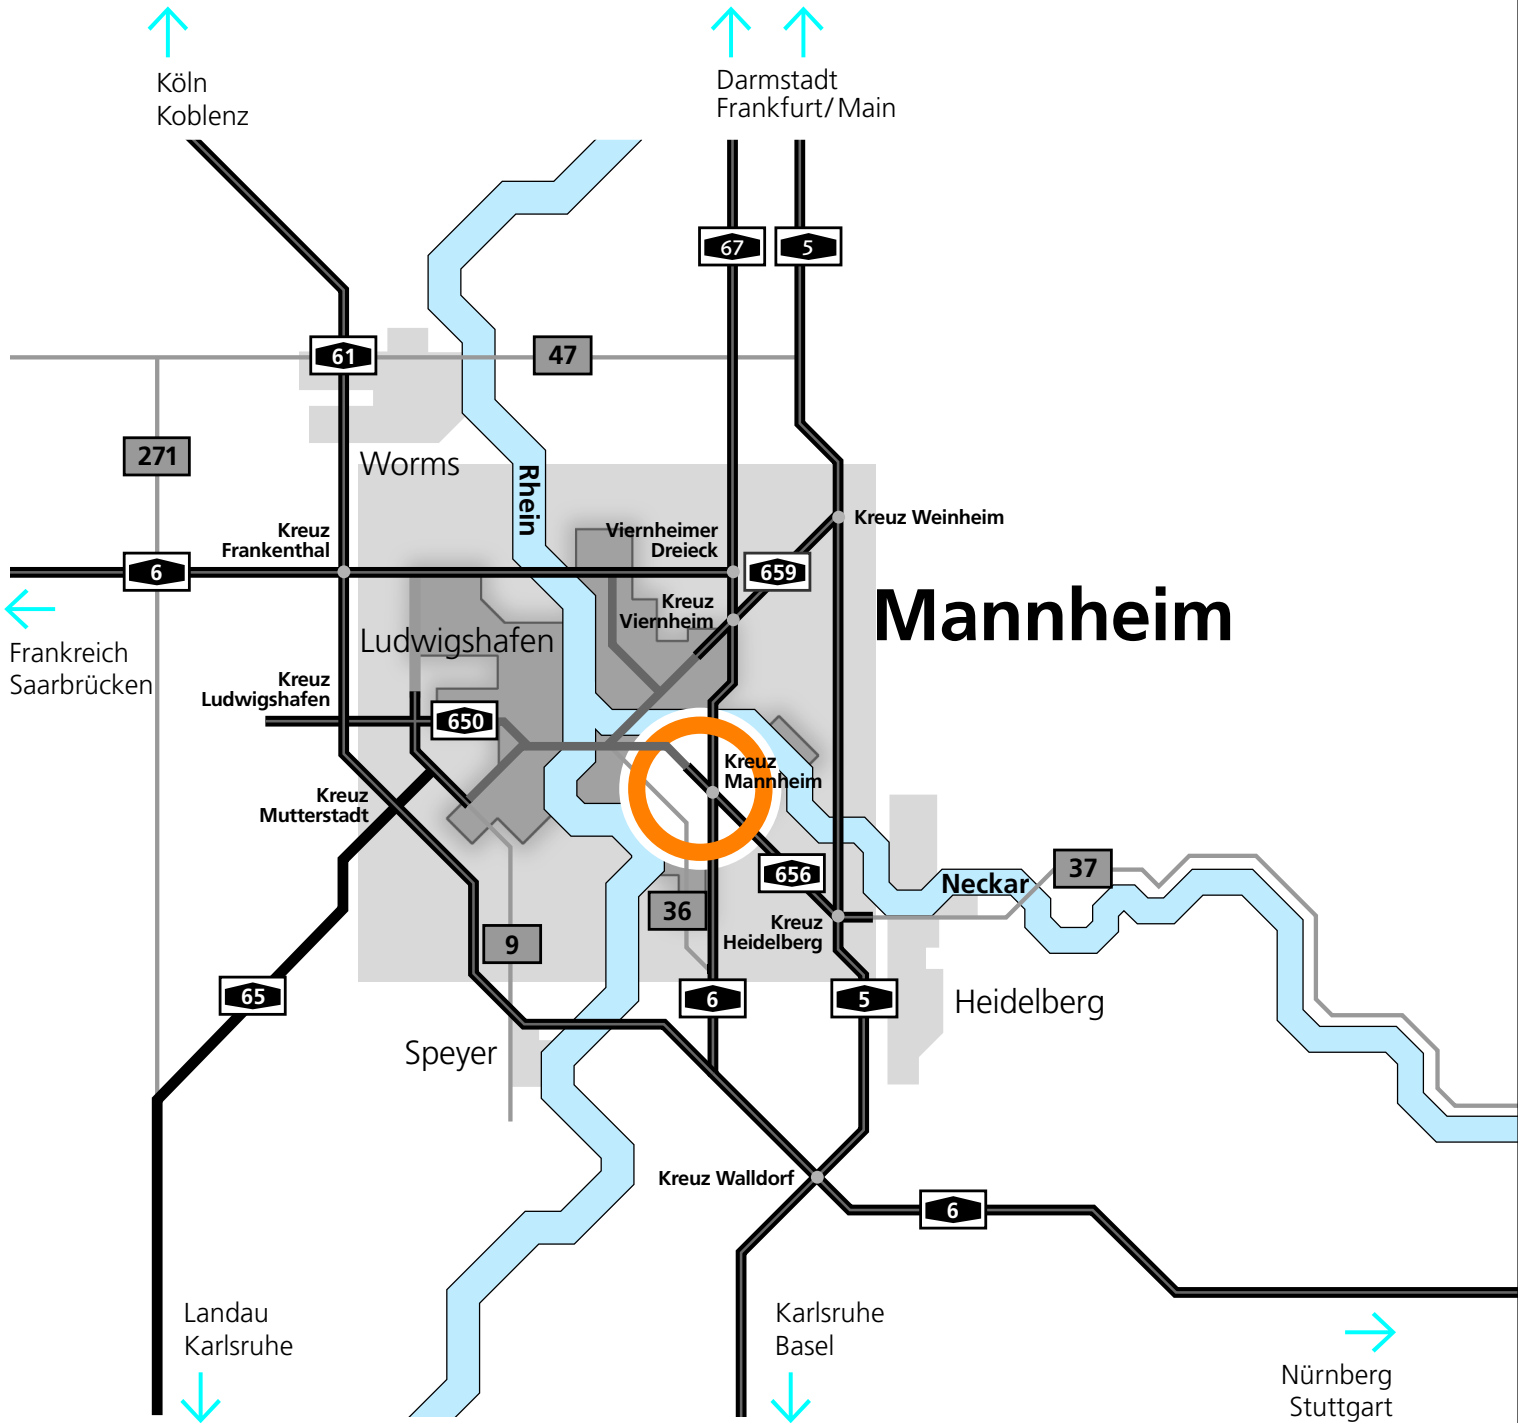 Köln
Koblenz
Darmstadt
Frankfurt/Main
67
5
61
47
271
Worms
Rhein
Kreuz
Frankenthal
Viernheimer
Dreieck
Kreuz Weinheim
6
659
Kreuz
Viernheim
Mannheim
Ludwigshafen
Frankreich
Saarbrücken
Kreuz
Ludwigshafen
650
Kreuz
Mannheim
Kreuz
Mutterstadt
656
37
Neckar
36
9
Kreuz
Heidelberg
65
6
5
Heidelberg
Speyer
Kreuz Walldorf
6
Landau
Karlsruhe
Karlsruhe
Basel
Nürnberg
Stuttgart